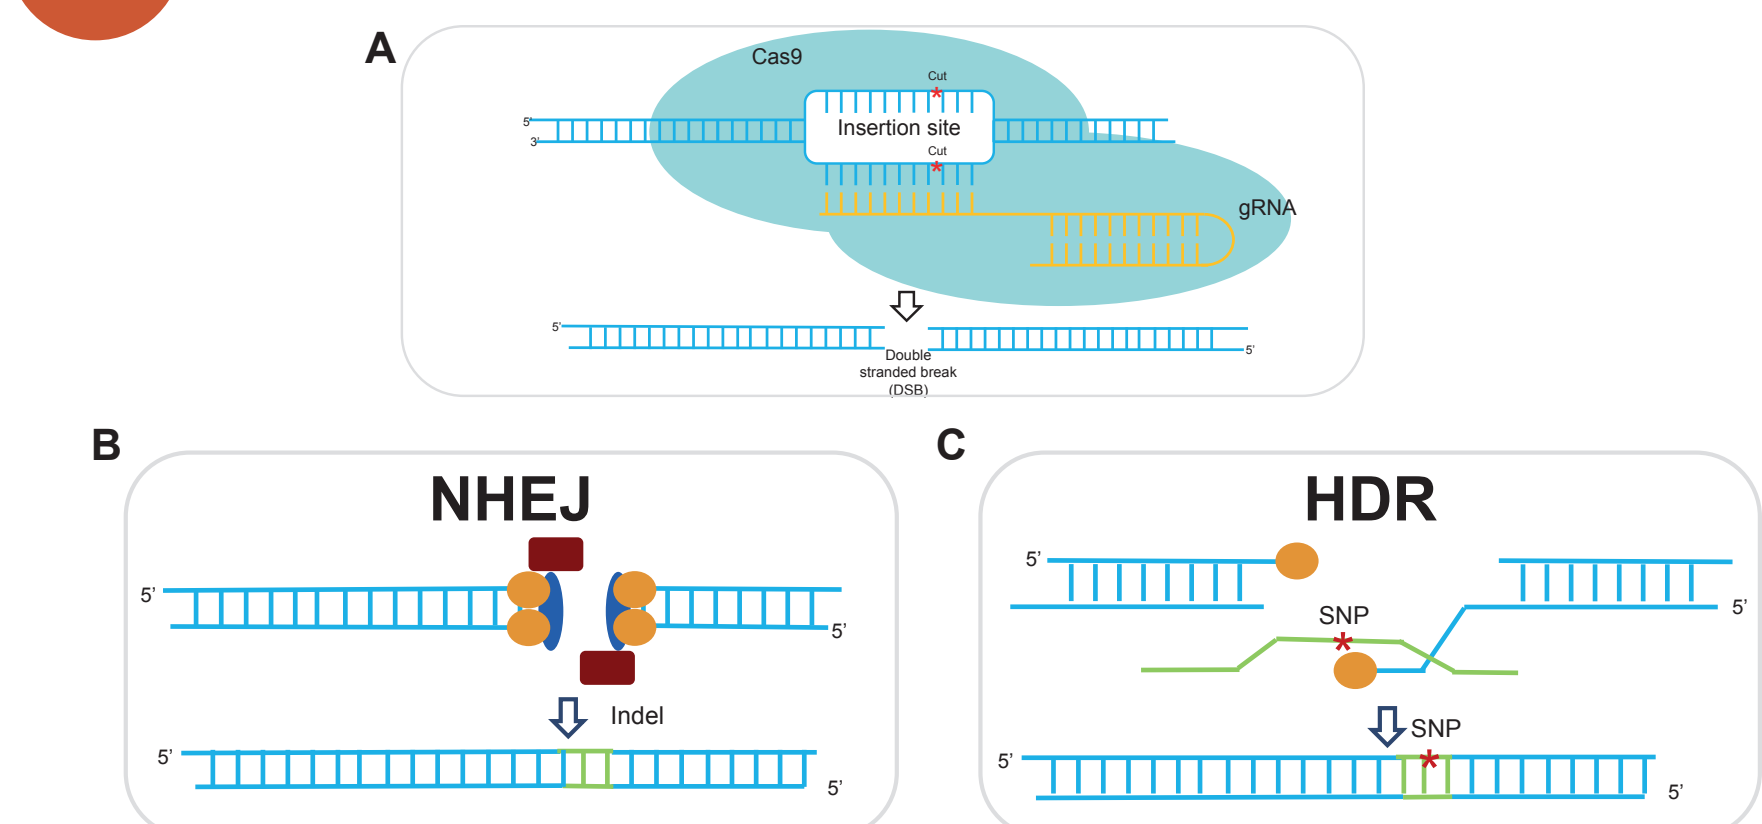 A
Cas9
Cut
*
5'
Insertion site
3'
Cut
*
gRNA
5'
Double
5'
stranded break
(DSB)
B
C
NHEJ
HDR
5'
5'
5'
5'
SNP
*
Indel
SNP
5'
5'
5'
*
5'